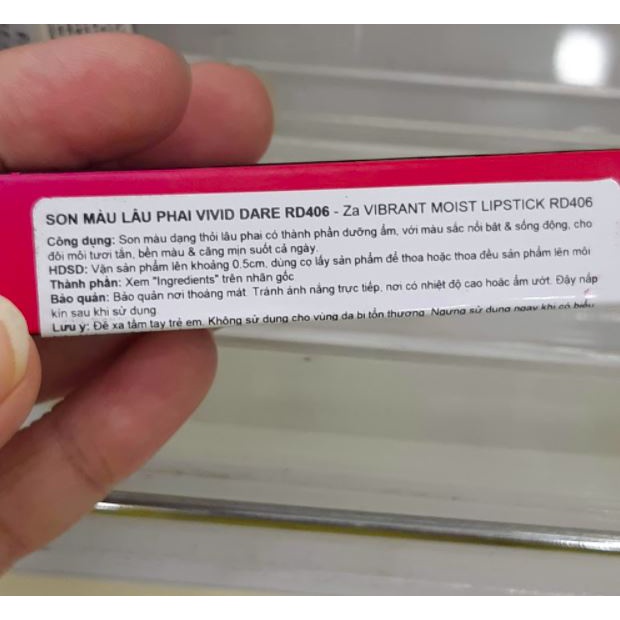 SON MÀU LÂU PHAI VIVID DARE RD406 - Za VIBRANT MOIST LIPSTICK RD406
Công dụng: Son màu dạng thỏi lâu phai có thành phần dưỡng ẩm, với màu sắc nổi bật & sống động, cho
đôi môi tươi tắn, bền màu & căng mịn suốt cả ngày.
HDSD: Vặn sản phẩm lên khoảng 0.5cm, dùng cọ lấy sản phẩm để thoa hoặc thoa đều sản phẩm lên môi
Thành phần: Xem "Ingredients" trên nhãn gốc
Bảo quản: Bảo quản nơi thoáng mát. Tránh ánh nắng trực tiếp, nơi có nhiệt độ cao hoặc ẩm ướt. Đậy nắp
kín sau khi sử dụng
Lưu ý: Để xa tầm tay trẻ em. Không sử dụng cho vùng da bị tổn thương. Ngưng sử dụng ngay khi có biểu